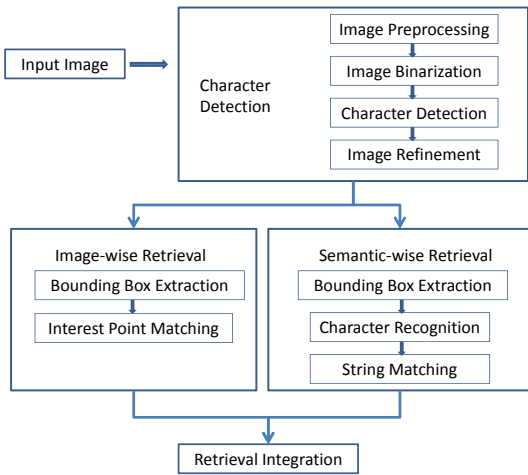 Input Image
Character
Detection
Image Preprocessing
Image Binarization
Character Detection
Image Refinement
Image-wise Retrieval
Bounding Box Extraction
Interest Point Matching
Semantic-wise Retrieval
Bounding Box Extraction
Character Recognition
String Matching
Retrieval Integration